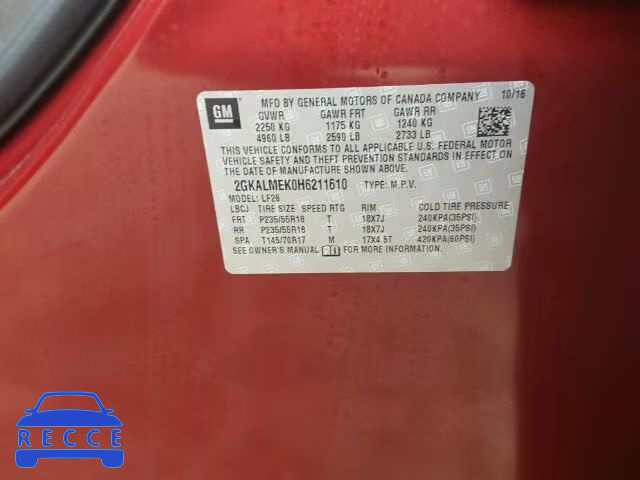 GM MFD BY GENERAL MOTORS OF CANADA COMPANY 10/16
GVWR GAWR FRT GAWR RR
2250 KG 1175 KG 1240 KG
4960 LB 2590 LB 2733 LB
THIS VEHICLE CONFORMS TO ALL APPLICABLE U.S. FEDERAL MOTOR
VEHICLE SAFETY, BUMPER, AND THEFT PREVENTION STANDARDS
IN EFFECT ON THE DATE OF MANUFACTURE SHOWN ABOVE.
2GKALMEK0H6211610 TYPE: M.P.V.
MODEL: LF26
LBCJ TIRE SIZE SPEED RTG RIM COLD TIRE PRESSURE
FRT P235/55R18 T 18X7J 240KPA(35PSI)
RR P235/55R18 T 18X7J 240KPA(35PSI)
SPA T145/70R17 M 17X4.5T 420KPA(60PSI)
SEE OWNER'S MANUAL FOR MORE INFORMATION.
RECCE